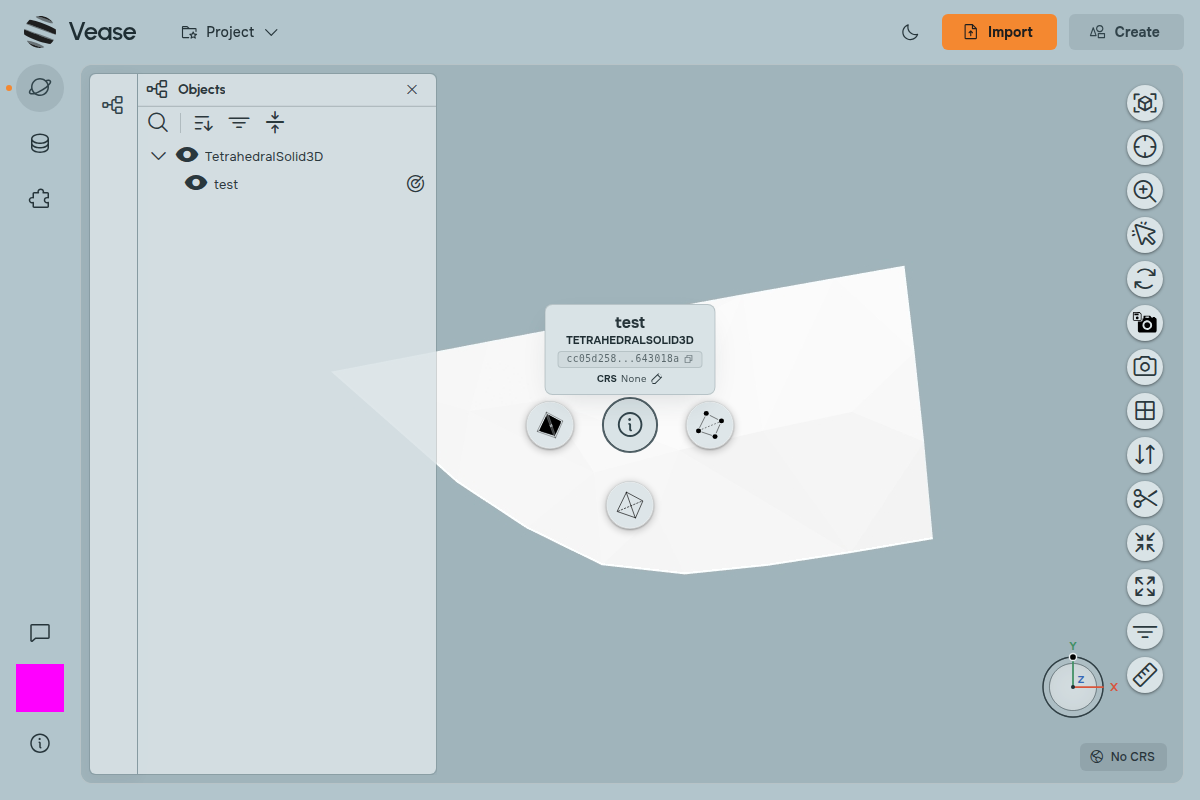 Vease
Project
Import
Create
Objects
TetrahedralSolid3D
test
test
TETRAHEDRALSOLID3D
cc05d258...643018a
CRS None
Y
Z
X
No CRS